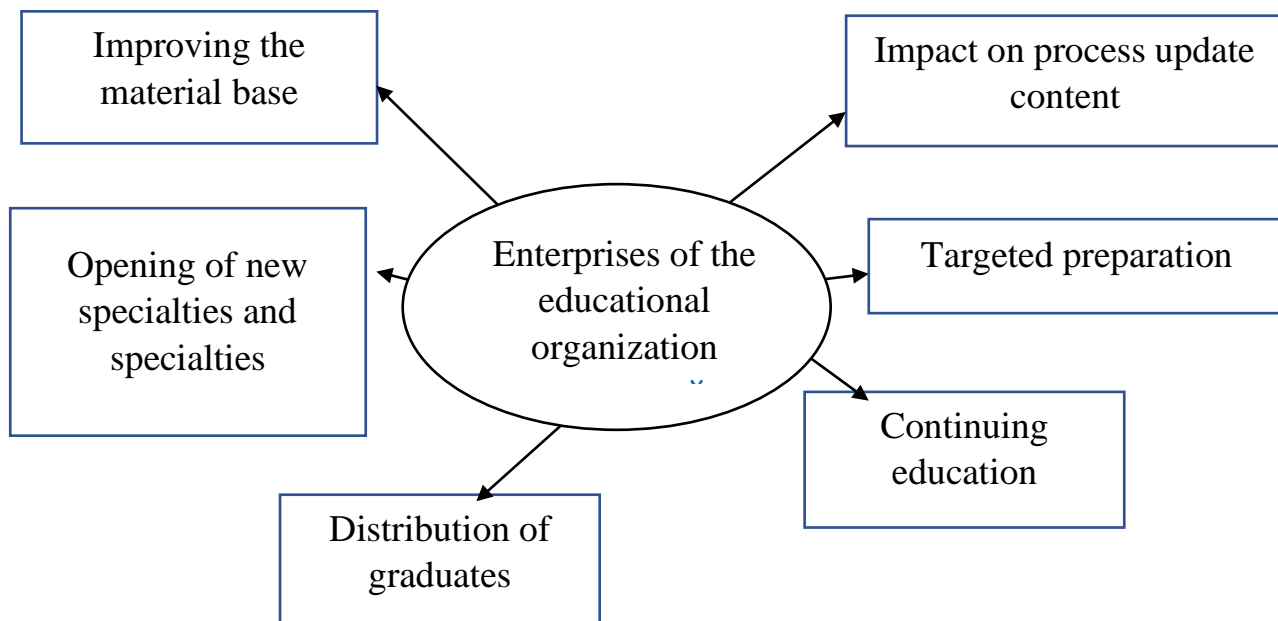 Improving the
material base
Impact on process update
content
Opening of new
specialties and
specialties
Enterprises of the
educational
organization
Targeted preparation
Continuing
education
Distribution of
graduates